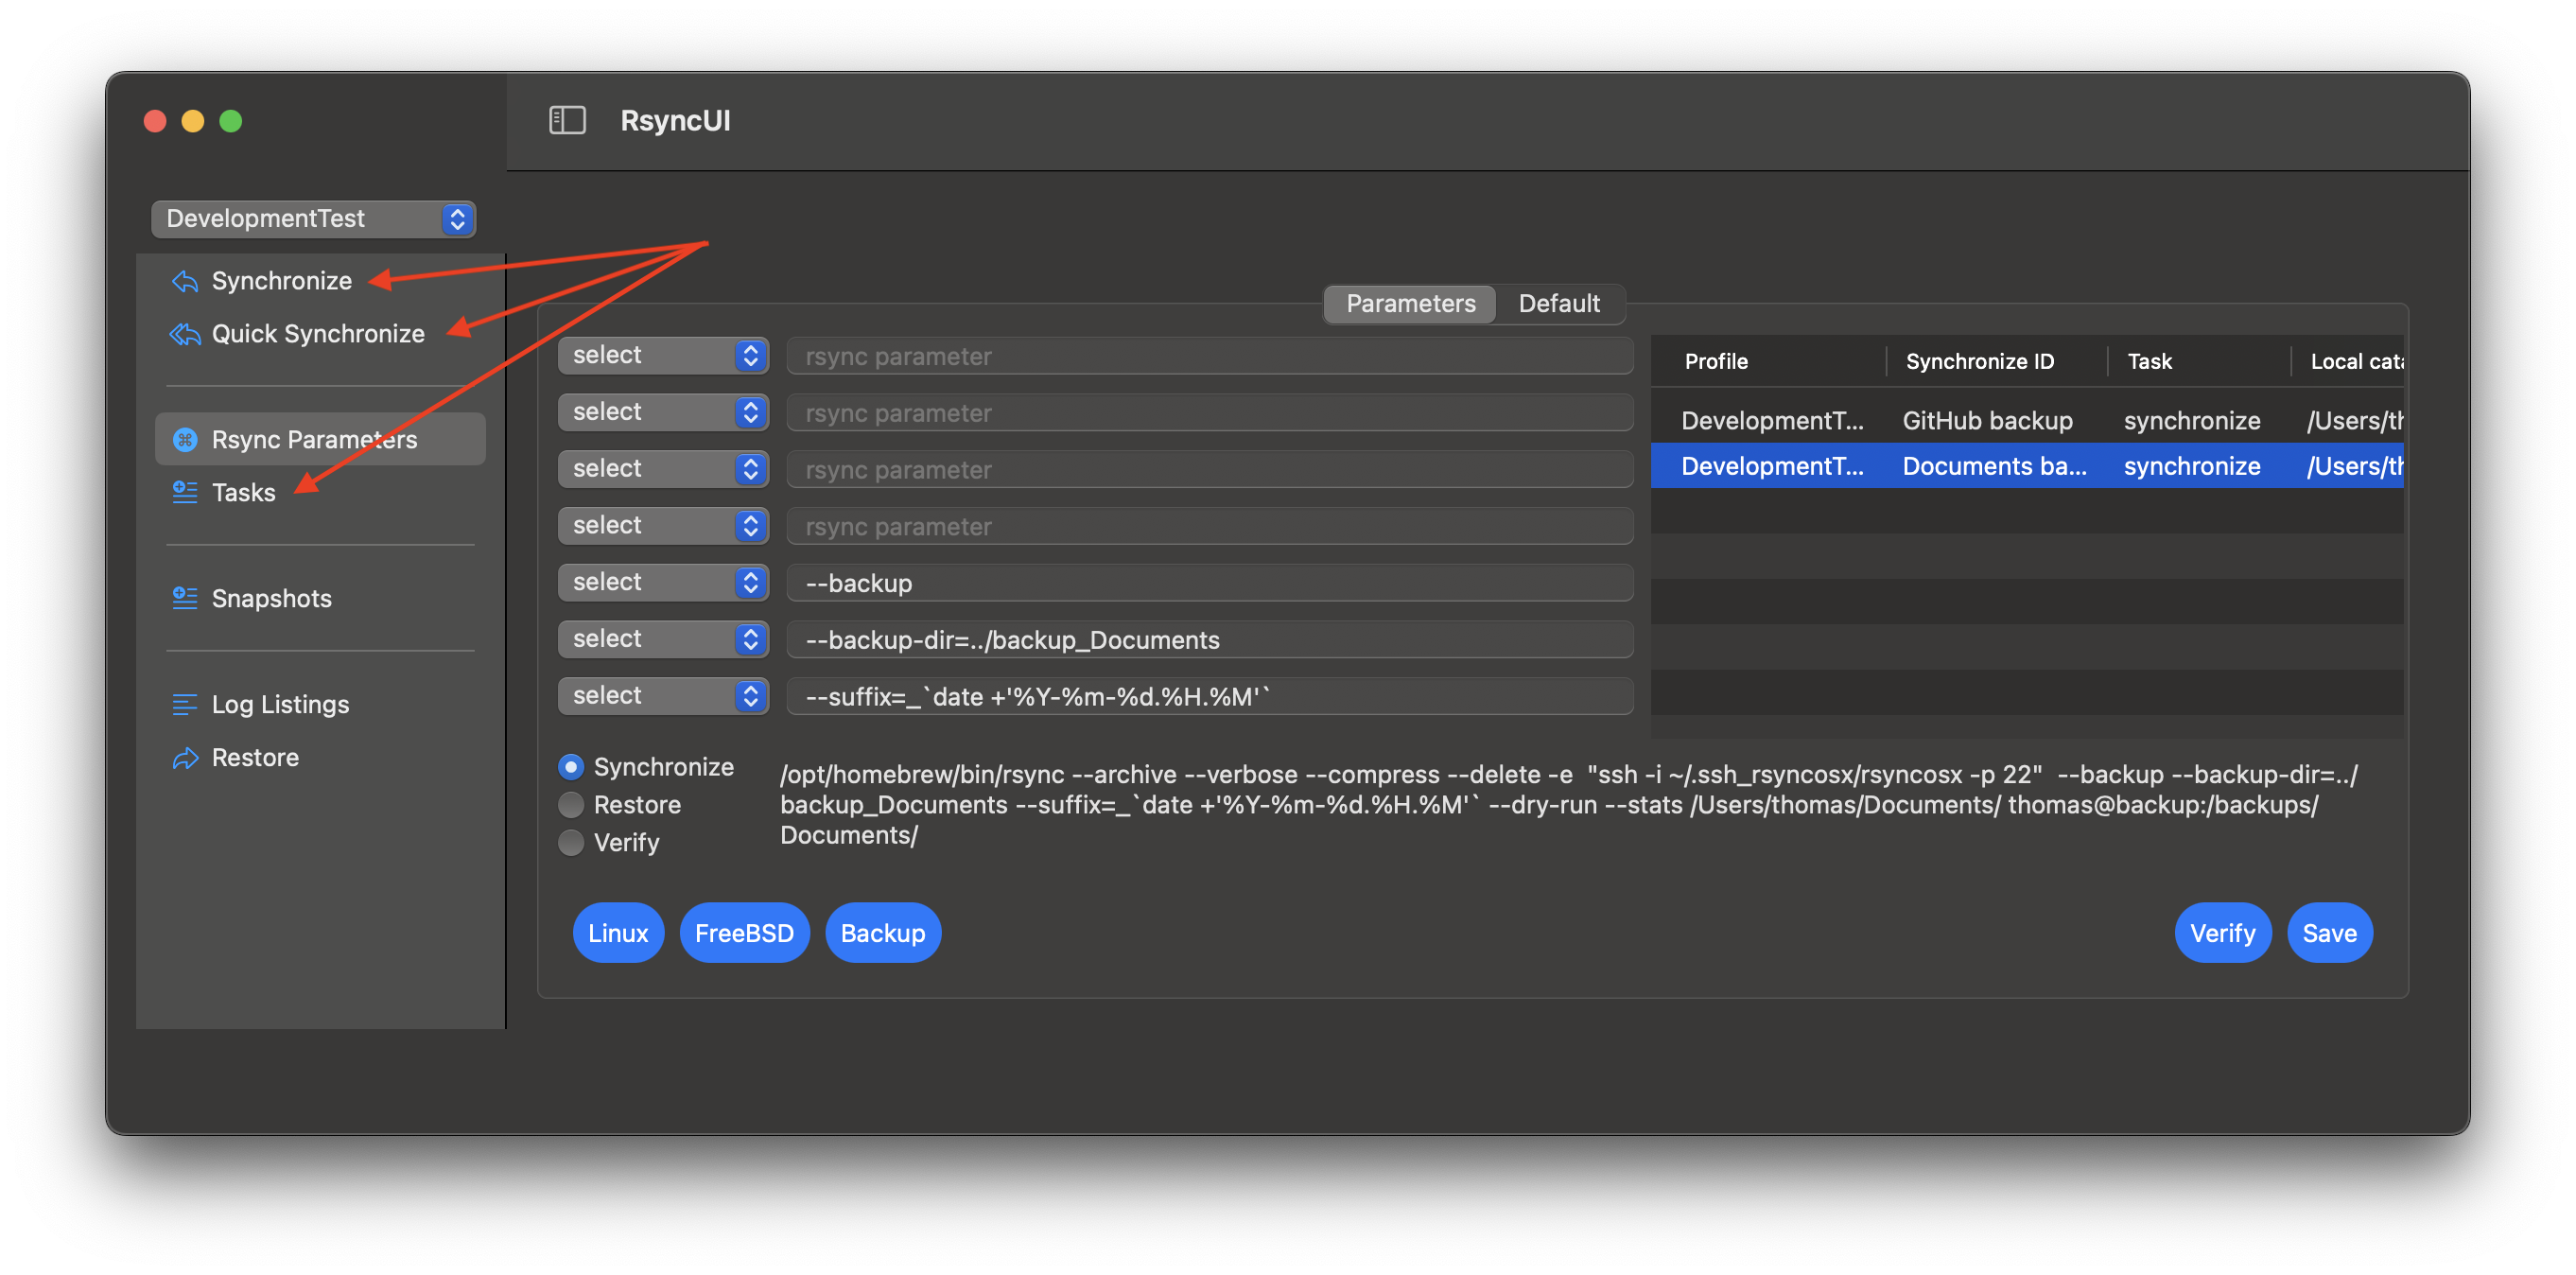 RsyncUI
DevelopmentTest
Synchronize
Quick Synchronize
Rsync Parameters
Tasks
Snapshots
Log Listings
Restore
Parameters Default
select rsync parameter
select rsync parameter
select rsync parameter
select rsync parameter
select --backup
select --backup-dir=../backup_Documents
select --suffix=_`date +'%Y-%m-%d.%H.%M'`
Profile Synchronize ID Task Local cata
DevelopmentT... GitHub backup synchronize /Users/th
DevelopmentT... Documents ba... synchronize /Users/th
Synchronize
Restore
Verify
/opt/homebrew/bin/rsync --archive --verbose --compress --delete -e "ssh -i ~/.ssh_rsyncosx/rsyncosx -p 22" --backup --backup-dir=../
backup_Documents --suffix=_`date +'%Y-%m-%d.%H.%M'` --dry-run --stats /Users/thomas/Documents/ thomas@backup:/backups/
Documents/
Linux FreeBSD Backup Verify Save